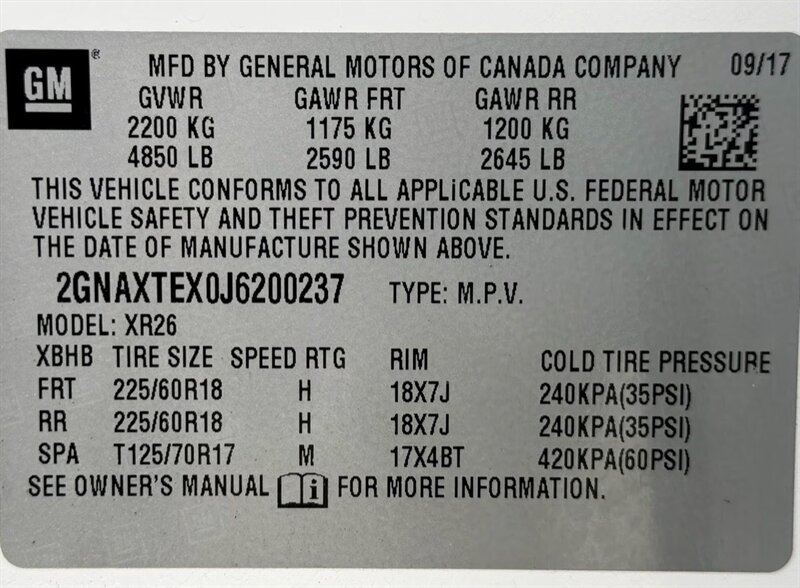 GM ® MFD BY GENERAL MOTORS OF CANADA COMPANY 09/17
GVWR GAWR FRT GAWR RR
2200 KG 1175 KG 1200 KG
4850 LB 2590 LB 2645 LB
THIS VEHICLE CONFORMS TO ALL APPLiCABLE U.S. FEDERAL MOTOR
VEHICLE SAFETY AND THEFT PREVENTION STANDARDS IN EFFECT ON
THE DATE OF MANUFACTURE SHOWN ABOVE.
2GNAXTEX0J6200237 TYPE: M.P.V.
MODEL: XR26
XBHB TIRE SIZE SPEED RTG RIM COLD TIRE PRESSURE
FRT 225/60R18 H 18X7J 240KPA(35PSI)
RR 225/60R18 H 18X7J 240KPA(35PSI)
SPA T125/70R17 M 17X4BT 420KPA(60PSI)
SEE OWNER'S MANUAL i FOR MORE INFORMATION.